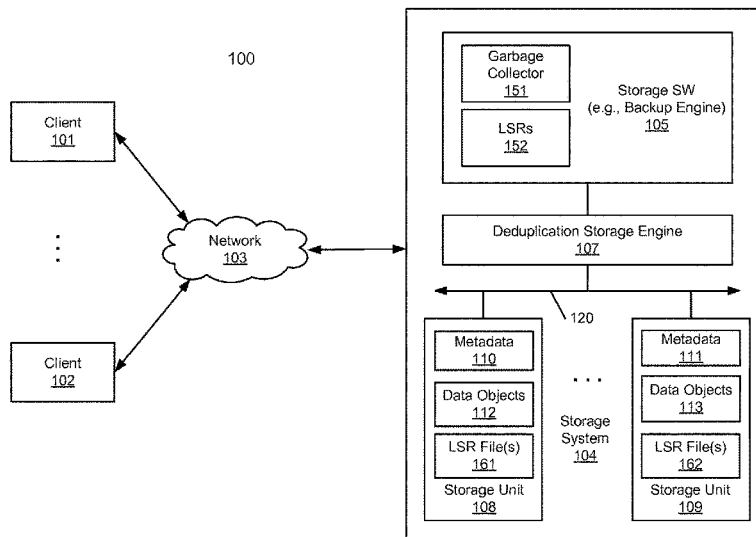 100
Client
101
Client
102
Network
103
Garbage
Collector
151
LSRs
152
Storage SW
(e.g., Backup Engine)
105
Deduplication Storage Engine
107
120
Metadata
110
Data Objects
112
LSR File(s)
161
Storage Unit
108
Storage
System
104
Metadata
111
Data Objects
113
LSR File(s)
162
Storage Unit
109